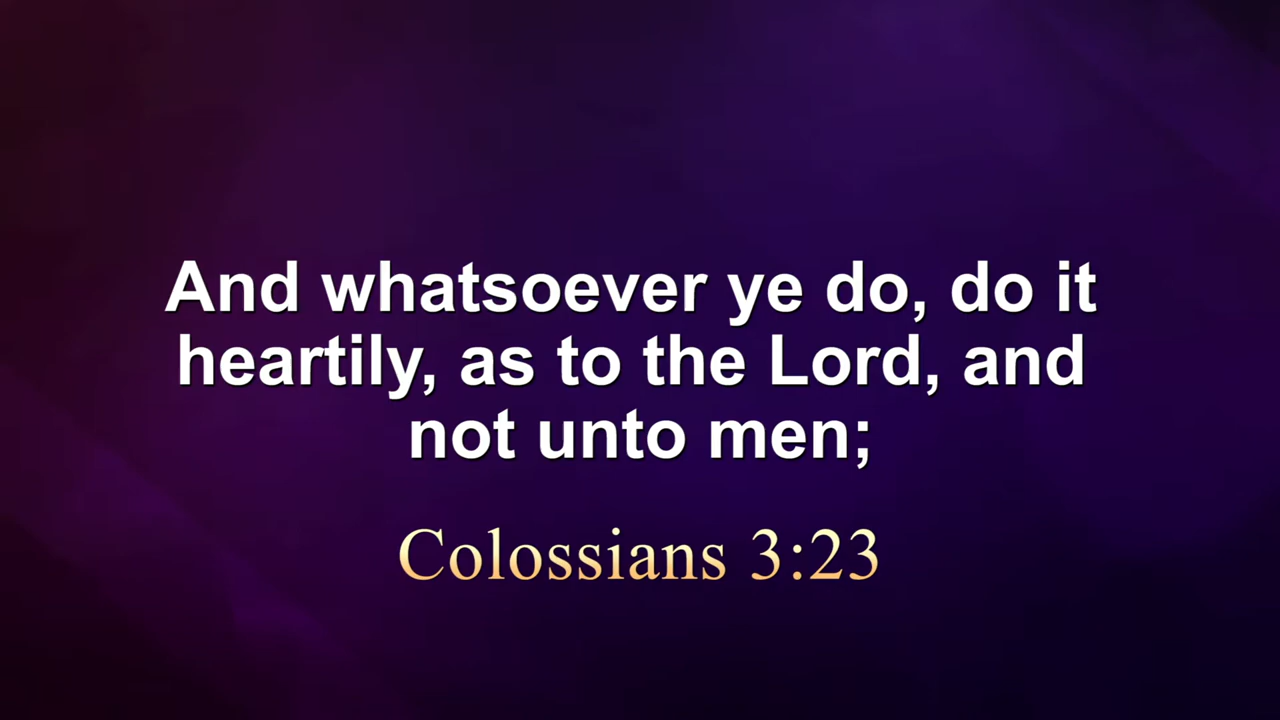 And whatsoever ye do, do it
heartily, as to the Lord, and
not unto men;
Colossians 3:23